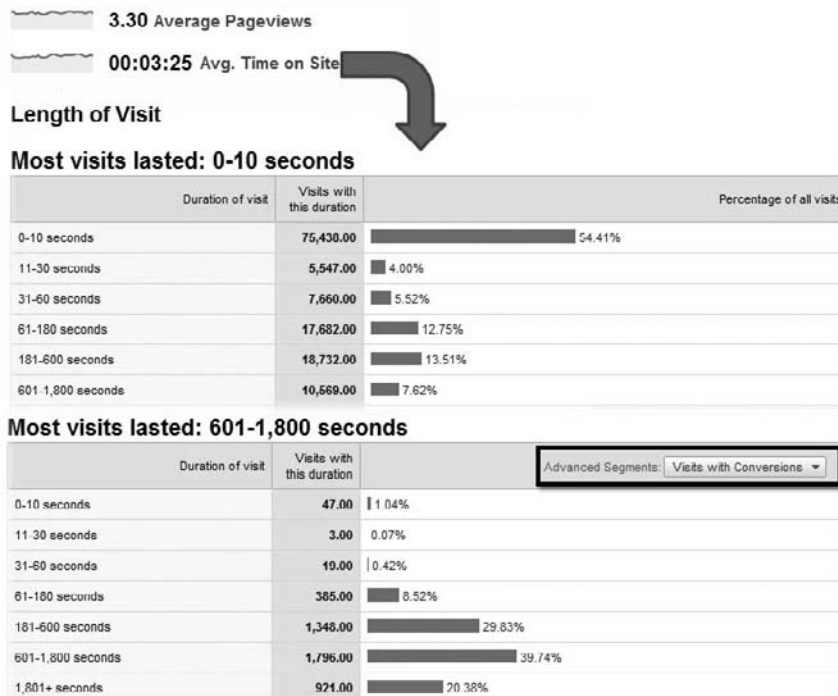 3.30 Average Pageviews
00:03:25 Avg. Time on Site
Length of Visit
Most visits lasted: 0-10 seconds
Duration of visit Visits with this duration Percentage of all visits
0-10 seconds 75,430.00 54.41%
11-30 seconds 5,547.00 4.00%
31-60 seconds 7,660.00 5.52%
61-180 seconds 17,682.00 12.75%
181-600 seconds 18,732.00 13.51%
601-1,800 seconds 10,569.00 7.62%
Most visits lasted: 601-1,800 seconds
Duration of visit Visits with this duration Advanced Segments: Visits with Conversions
0-10 seconds 47.00 1.04%
11-30 seconds 3.00 0.07%
31-60 seconds 19.00 0.42%
61-180 seconds 385.00 8.52%
181-600 seconds 1,348.00 29.83%
601-1,800 seconds 1,796.00 39.74%
1,801+ seconds 921.00 20.38%